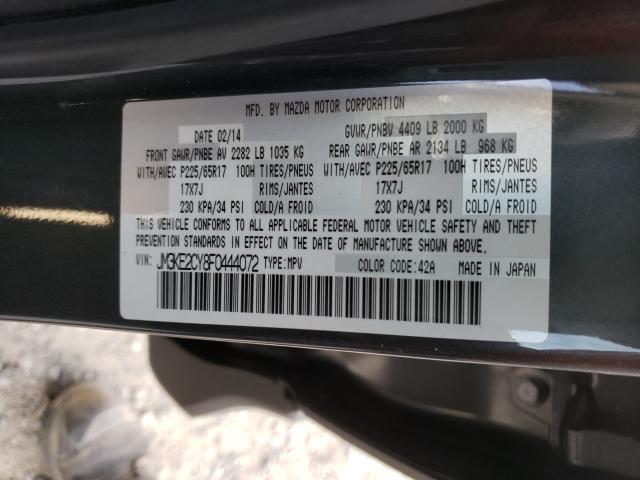 MFD. BY MAZDA MOTOR CORPORATION
DATE 02/14 GVWR/PNBV 4409 LB 2000 KG
FRONT GAWR/PNBE AV 2282 LB 1035 KG REAR GAWR/PNBE AR 2134 LB 968 KG
WITH/AVEC P225/65R17 100H TIRES/PNEUS WITH/AVEC P225/65R17 100H TIRES/PNEUS
17X7J RIMS/JANTES 17X7J RIMS/JANTES
230 KPA/34 PSI COLD/A FROID 230 KPA/34 PSI COLD/A FROID
THIS VEHICLE CONFORMS TO ALL APPLICABLE FEDERAL MOTOR VEHICLE SAFETY AND THEFT
PREVENTION STANDARDS IN EFFECT ON THE DATE OF MANUFACTURE SHOWN ABOVE.
VIN: JM3KE2CY8F0444072 TYPE:MPV COLOR CODE:42A MADE IN JAPAN